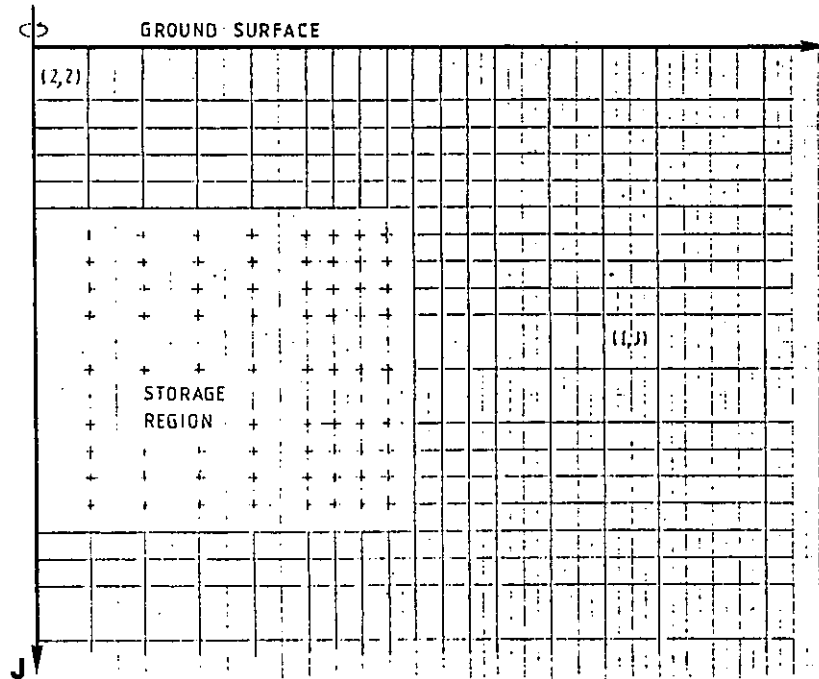 GROUND SURFACE
(2,2)
(I,J)
STORAGE
REGION
J